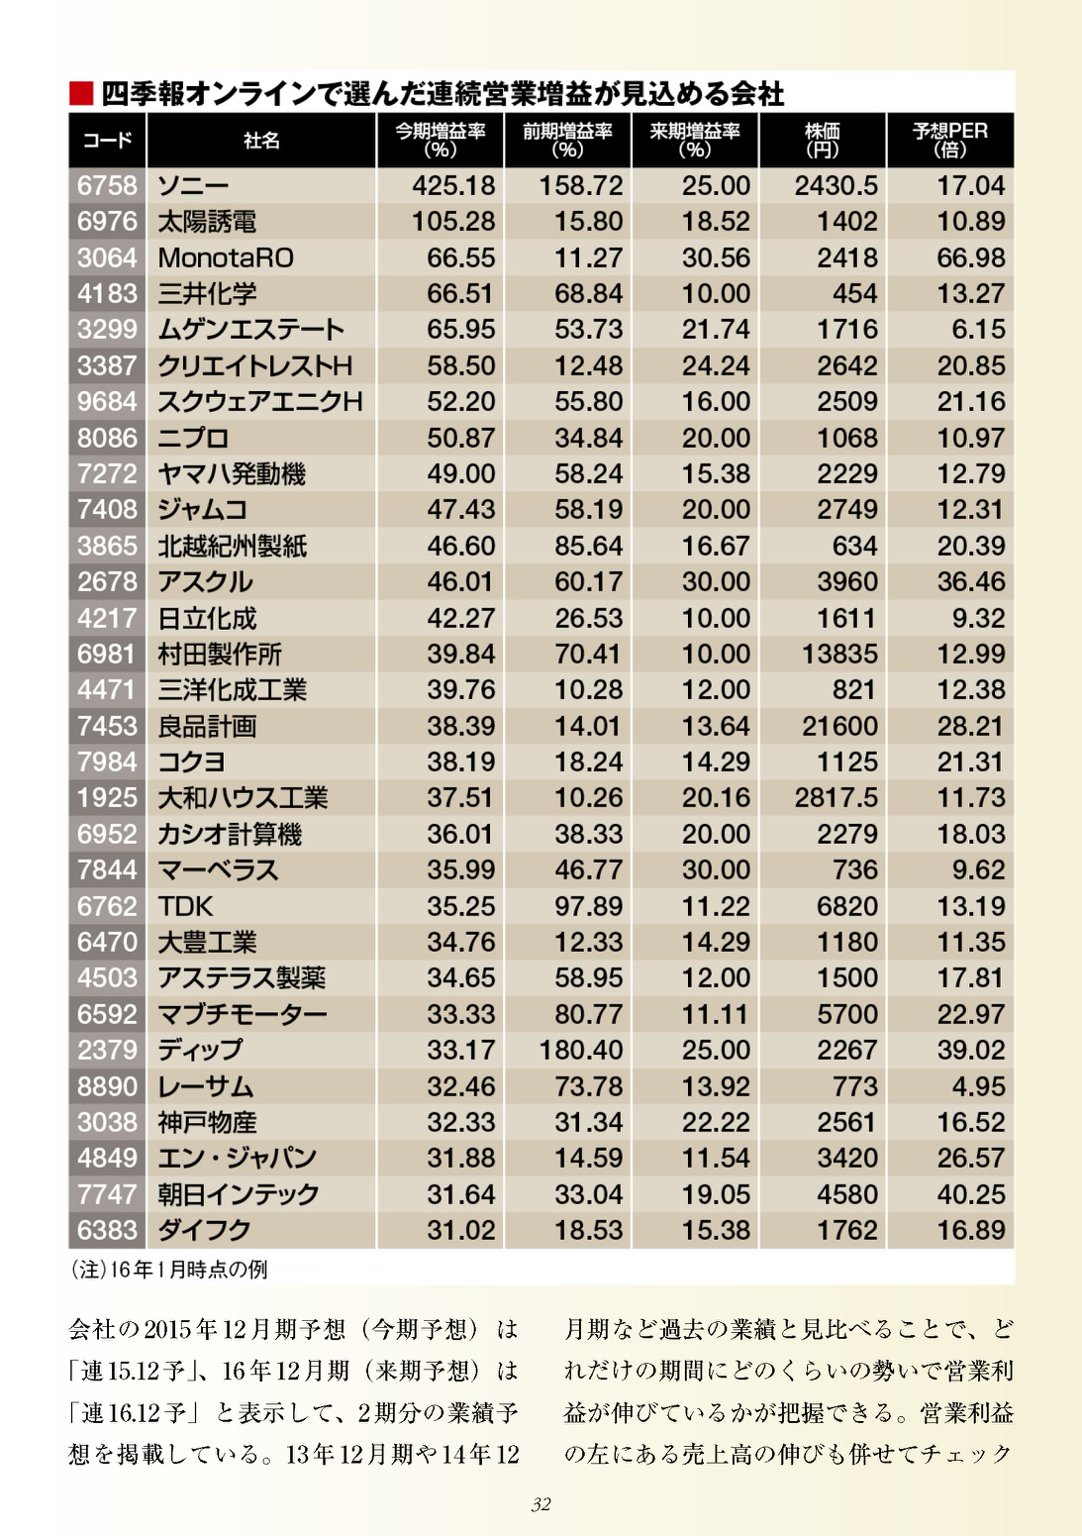 ■ 四季報オンラインで選んだ連続営業増益が見込める会社
コード 社名 今期増益率(%) 前期増益率(%) 来期増益率(%) 株価(円) 予想PER(倍)
6758 ソニー 425.18 158.72 25.00 2430.5 17.04
6976 太陽誘電 105.28 15.80 18.52 1402 10.89
3064 MonotaRO 66.55 11.27 30.56 2418 66.98
4183 三井化学 66.51 68.84 10.00 454 13.27
3299 ムゲンエステート 65.95 53.73 21.74 1716 6.15
3387 クリエイトレストH 58.50 12.48 24.24 2642 20.85
9684 スクウェアエニクH 52.20 55.80 16.00 2509 21.16
8086 ニプロ 50.87 34.84 20.00 1068 10.97
7272 ヤマハ発動機 49.00 58.24 15.38 2229 12.79
7408 ジャムコ 47.43 58.19 20.00 2749 12.31
3865 北越紀州製紙 46.60 85.64 16.67 634 20.39
2678 アスクル 46.01 60.17 30.00 3960 36.46
4217 日立化成 42.27 26.53 10.00 1611 9.32
6981 村田製作所 39.84 70.41 10.00 13835 12.99
4471 三洋化成工業 39.76 10.28 12.00 821 12.38
7453 良品計画 38.39 14.01 13.64 21600 28.21
7984 コクヨ 38.19 18.24 14.29 1125 21.31
1925 大和ハウス工業 37.51 10.26 20.16 2817.5 11.73
6952 カシオ計算機 36.01 38.33 20.00 2279 18.03
7844 マーベラス 35.99 46.77 30.00 736 9.62
6762 TDK 35.25 97.89 11.22 6820 13.19
6470 大豊工業 34.76 12.33 14.29 1180 11.35
4503 アステラス製薬 34.65 58.95 12.00 1500 17.81
6592 マブチモーター 33.33 80.77 11.11 5700 22.97
2379 ディップ 33.17 180.40 25.00 2267 39.02
8890 レーサム 32.46 73.78 13.92 773 4.95
3038 神戸物産 32.33 31.34 22.22 2561 16.52
4849 エン・ジャパン 31.88 14.59 11.54 3420 26.57
7747 朝日インテック 31.64 33.04 19.05 4580 40.25
6383 ダイフク 31.02 18.53 15.38 1762 16.89
(注)16年1月時点の例
会社の2015年12月期予想（今期予想）は
「連15.12予」、16年12月期（来期予想）は
「連16.12予」と表示して、2期分の業績予
想を掲載している。13年12月期や14年12
月期など過去の業績と見比べることで、ど
れだけの期間にどのくらいの勢いで営業利
益が伸びているかが把握できる。営業利益
の左にある売上高の伸びも併せてチェック
32